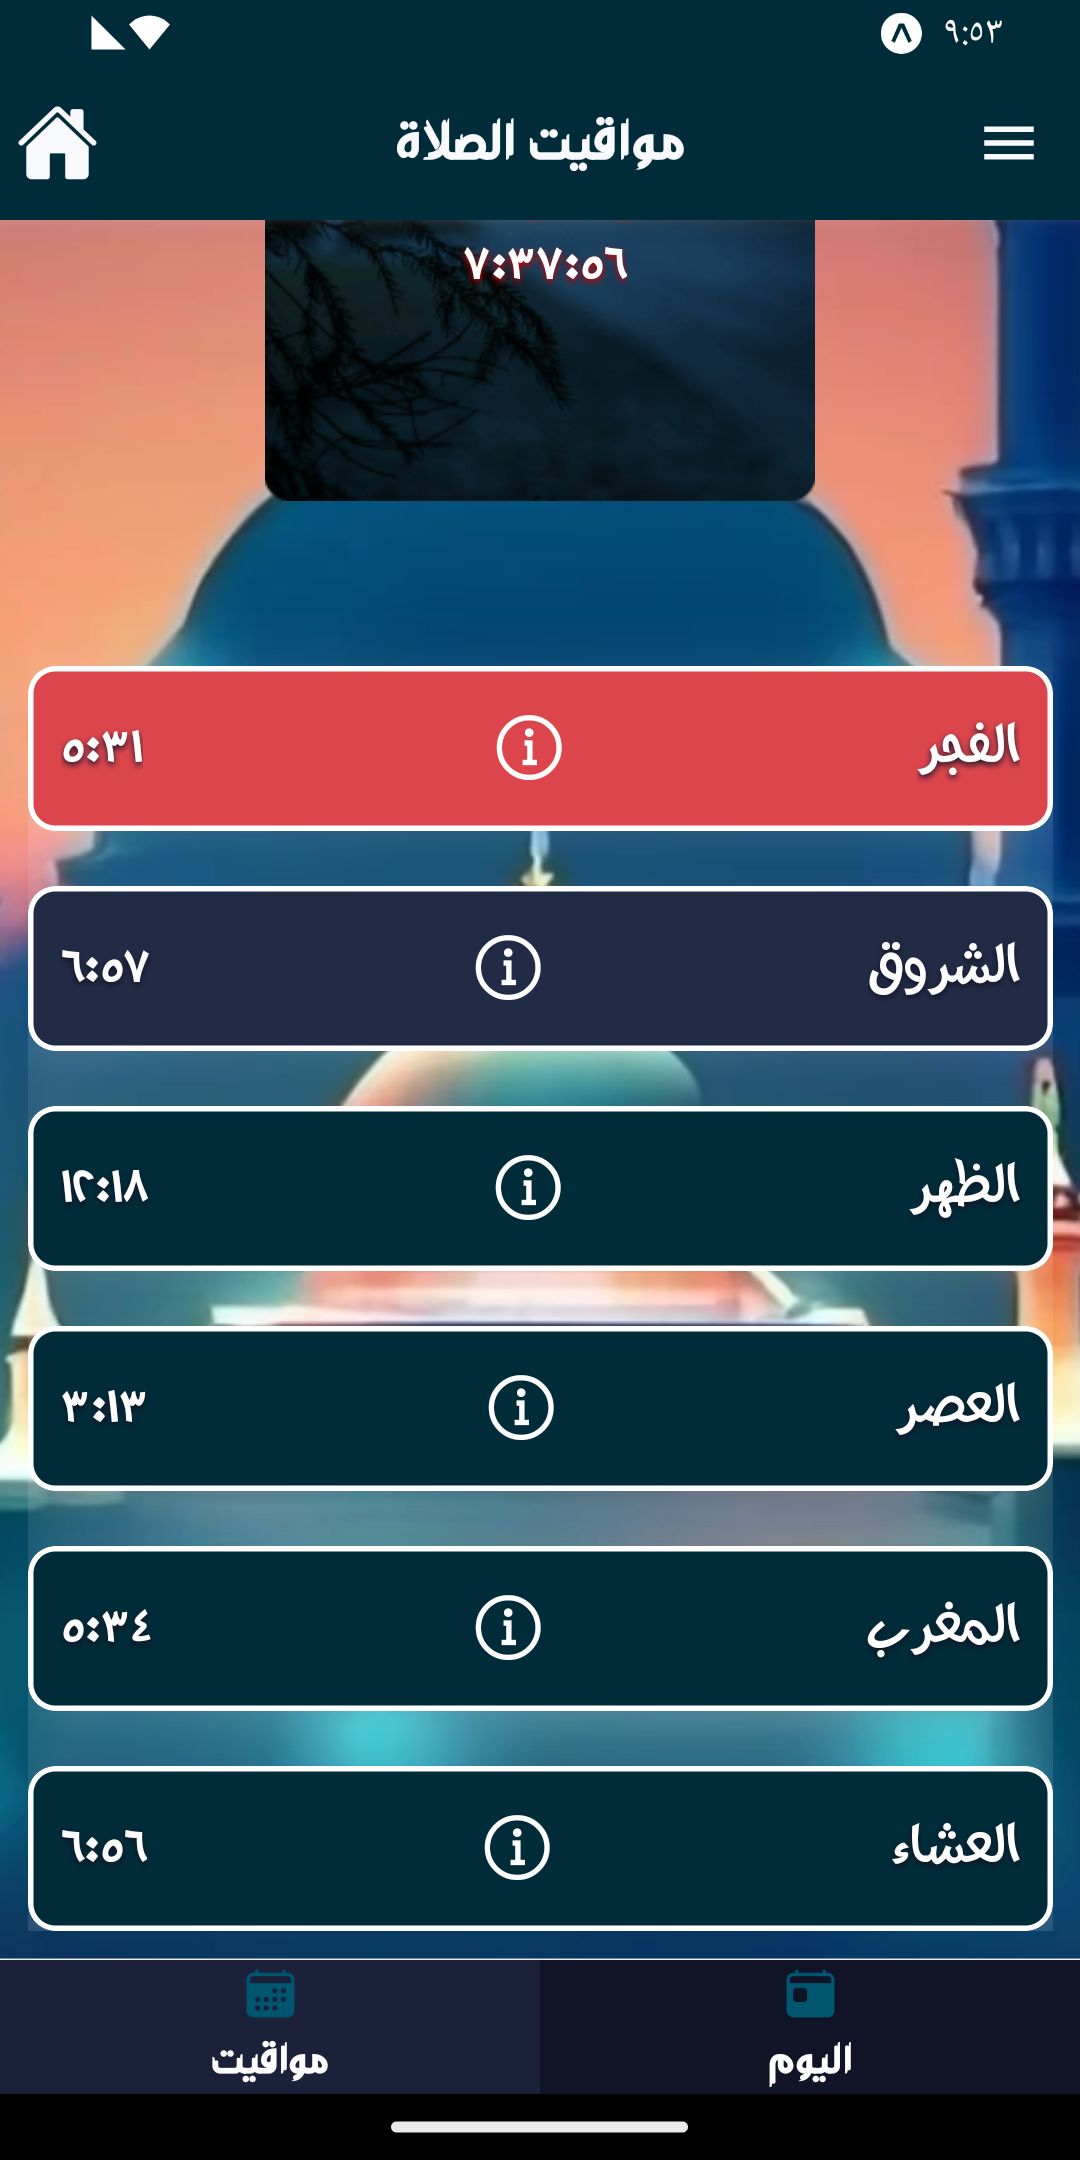 ٩:٥٣
مواقيت الصلاة
٧:٣٧:٥٦
الفجر ٥:٣١
الشروق ٦:٥٧
الظهر ١٢:١٨
العصر ٣:١٣
المغرب ٥:٣٤
العشاء ٦:٥٦
اليوم
مواقيت